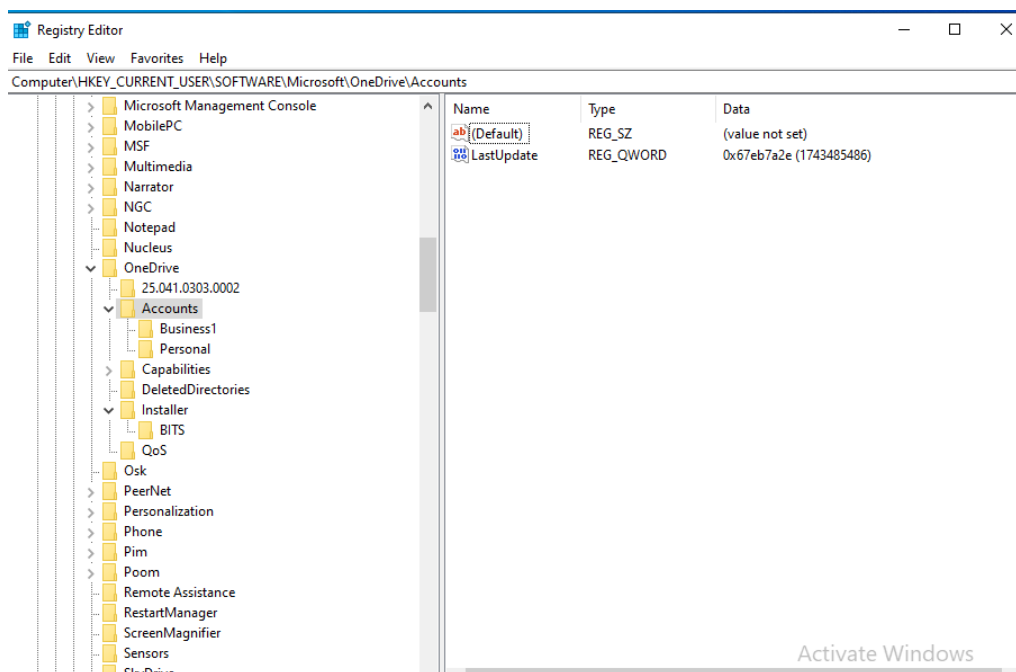 Registry Editor
File Edit View Favorites Help
Computer\HKEY_CURRENT_USER\SOFTWARE\Microsoft\OneDrive\Accounts
Microsoft Management Console
MobilePC
MSF
Multimedia
Narrator
NGC
Notepad
Nucleus
OneDrive
25.041.0303.0002
Accounts
Business1
Personal
Capabilities
DeletedDirectories
Installer
BITS
QoS
Osk
PeerNet
Personalization
Phone
Pim
Poom
Remote Assistance
RestartManager
ScreenMagnifier
Sensors
Name Type Data
(Default) REG_SZ (value not set)
LastUpdate REG_QWORD 0x67eb7a2e (1743485486)
Activate Windows